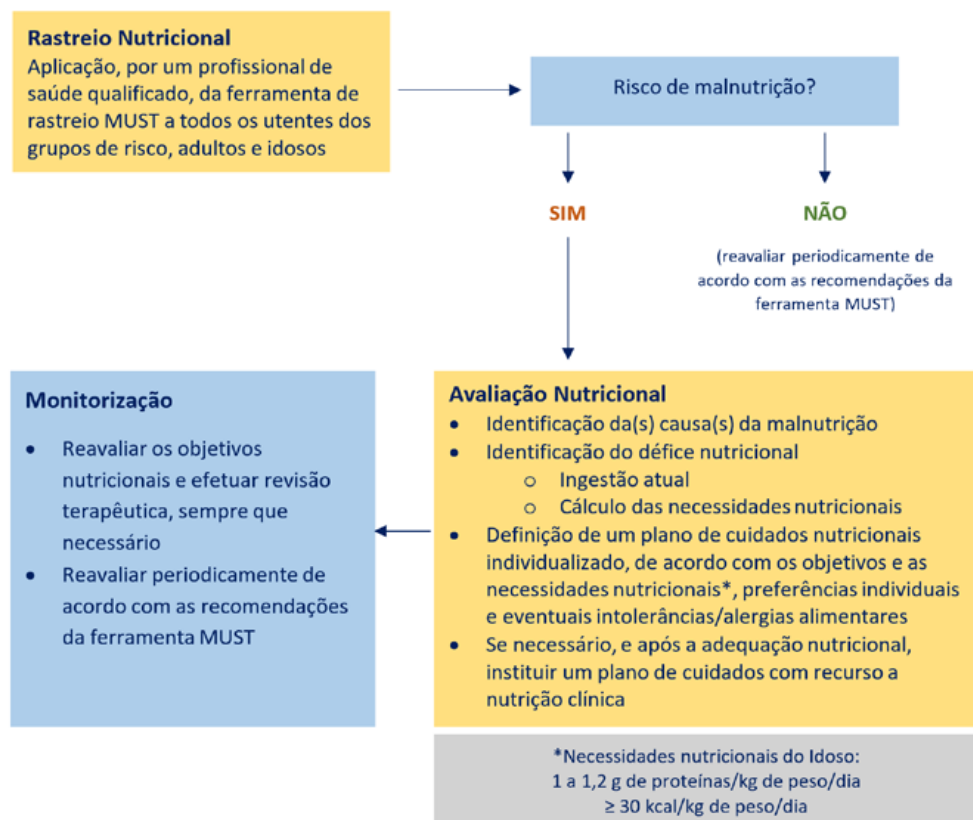 Rastreio Nutricional
Aplicação, por um profissional de
saúde qualificado, da ferramenta de
rastreio MUST a todos os utentes dos
grupos de risco, adultos e idosos
Risco de malnutrição?
SIM
NÃO
(reavaliar periodicamente de
acordo com as recomendações da
ferramenta MUST)
Avaliação Nutricional
• Identificação da(s) causa(s) da malnutrição
• Identificação do défice nutricional
o Ingestão atual
o Cálculo das necessidades nutricionais
• Definição de um plano de cuidados nutricionais
individualizado, de acordo com os objetivos e as
necessidades nutricionais*, preferências individuais
e eventuais intolerâncias/alergias alimentares
• Se necessário, e após a adequação nutricional,
instituir um plano de cuidados com recurso a
nutrição clínica
*Necessidades nutricionais do Idoso:
1 a 1,2 g de proteínas/kg de peso/dia
≥ 30 kcal/kg de peso/dia
Monitorização
• Reavaliar os objetivos
nutricionais e efetuar revisão
terapêutica, sempre que
necessário
• Reavaliar periodicamente de
acordo com as recomendações
da ferramenta MUST